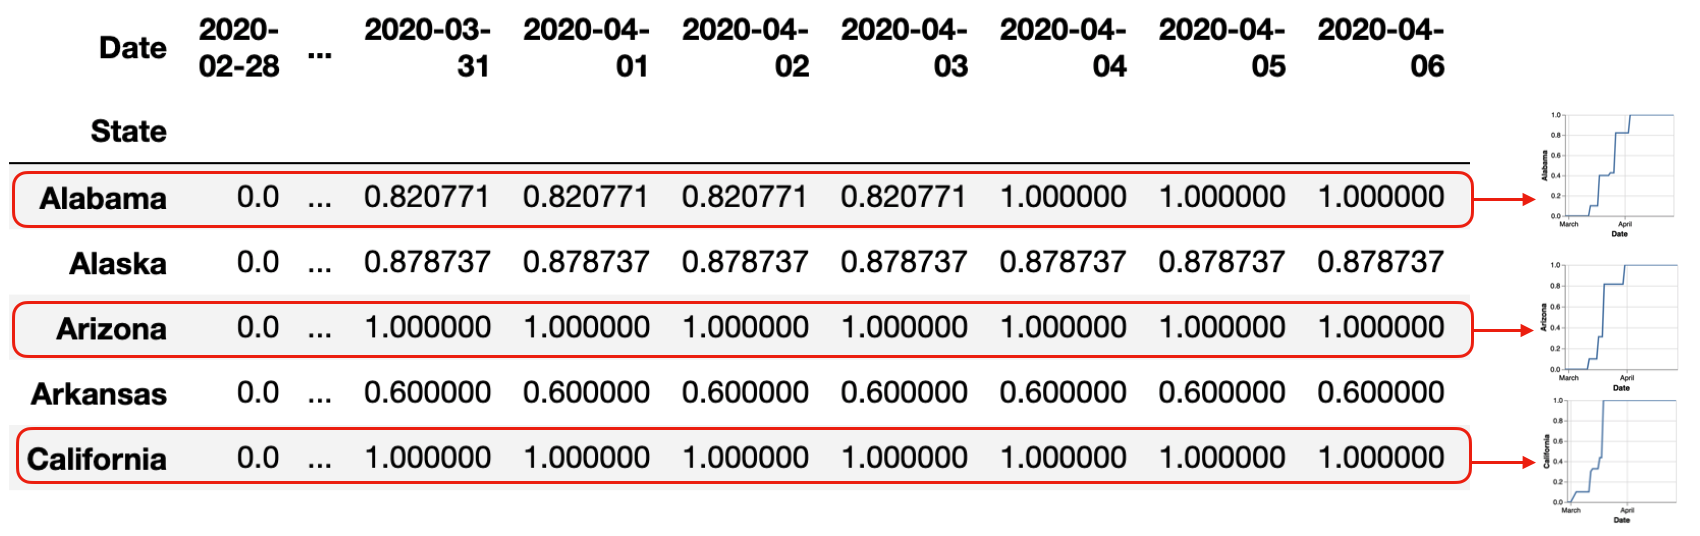 Date 2020-02-28 ... 2020-03-31 2020-04-01 2020-04-02 2020-04-03 2020-04-04 2020-04-05 2020-04-06
State
Alabama 0.0 ... 0.820771 0.820771 0.820771 0.820771 1.000000 1.000000 1.000000
Alaska 0.0 ... 0.878737 0.878737 0.878737 0.878737 0.878737 0.878737 0.878737
Arizona 0.0 ... 1.000000 1.000000 1.000000 1.000000 1.000000 1.000000 1.000000
Arkansas 0.0 ... 0.600000 0.600000 0.600000 0.600000 0.600000 0.600000 0.600000
California 0.0 ... 1.000000 1.000000 1.000000 1.000000 1.000000 1.000000 1.000000
1.0
0.8
0.6
Alabama
0.4
0.2
0.0
March April
Date
1.0
0.8
0.6
Arizona
0.4
0.2
0.0
March April
Date
1.0
0.8
0.6
California
0.4
0.2
0.0
March April
Date